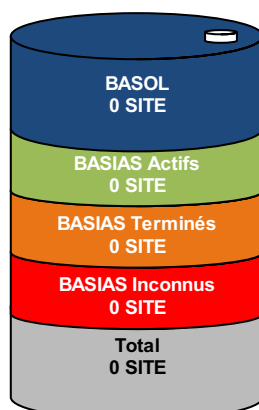 BASOL
0 SITE
BASIAS Actifs
0 SITE
BASIAS Terminés
0 SITE
BASIAS Inconnus
0 SITE
Total
0 SITE